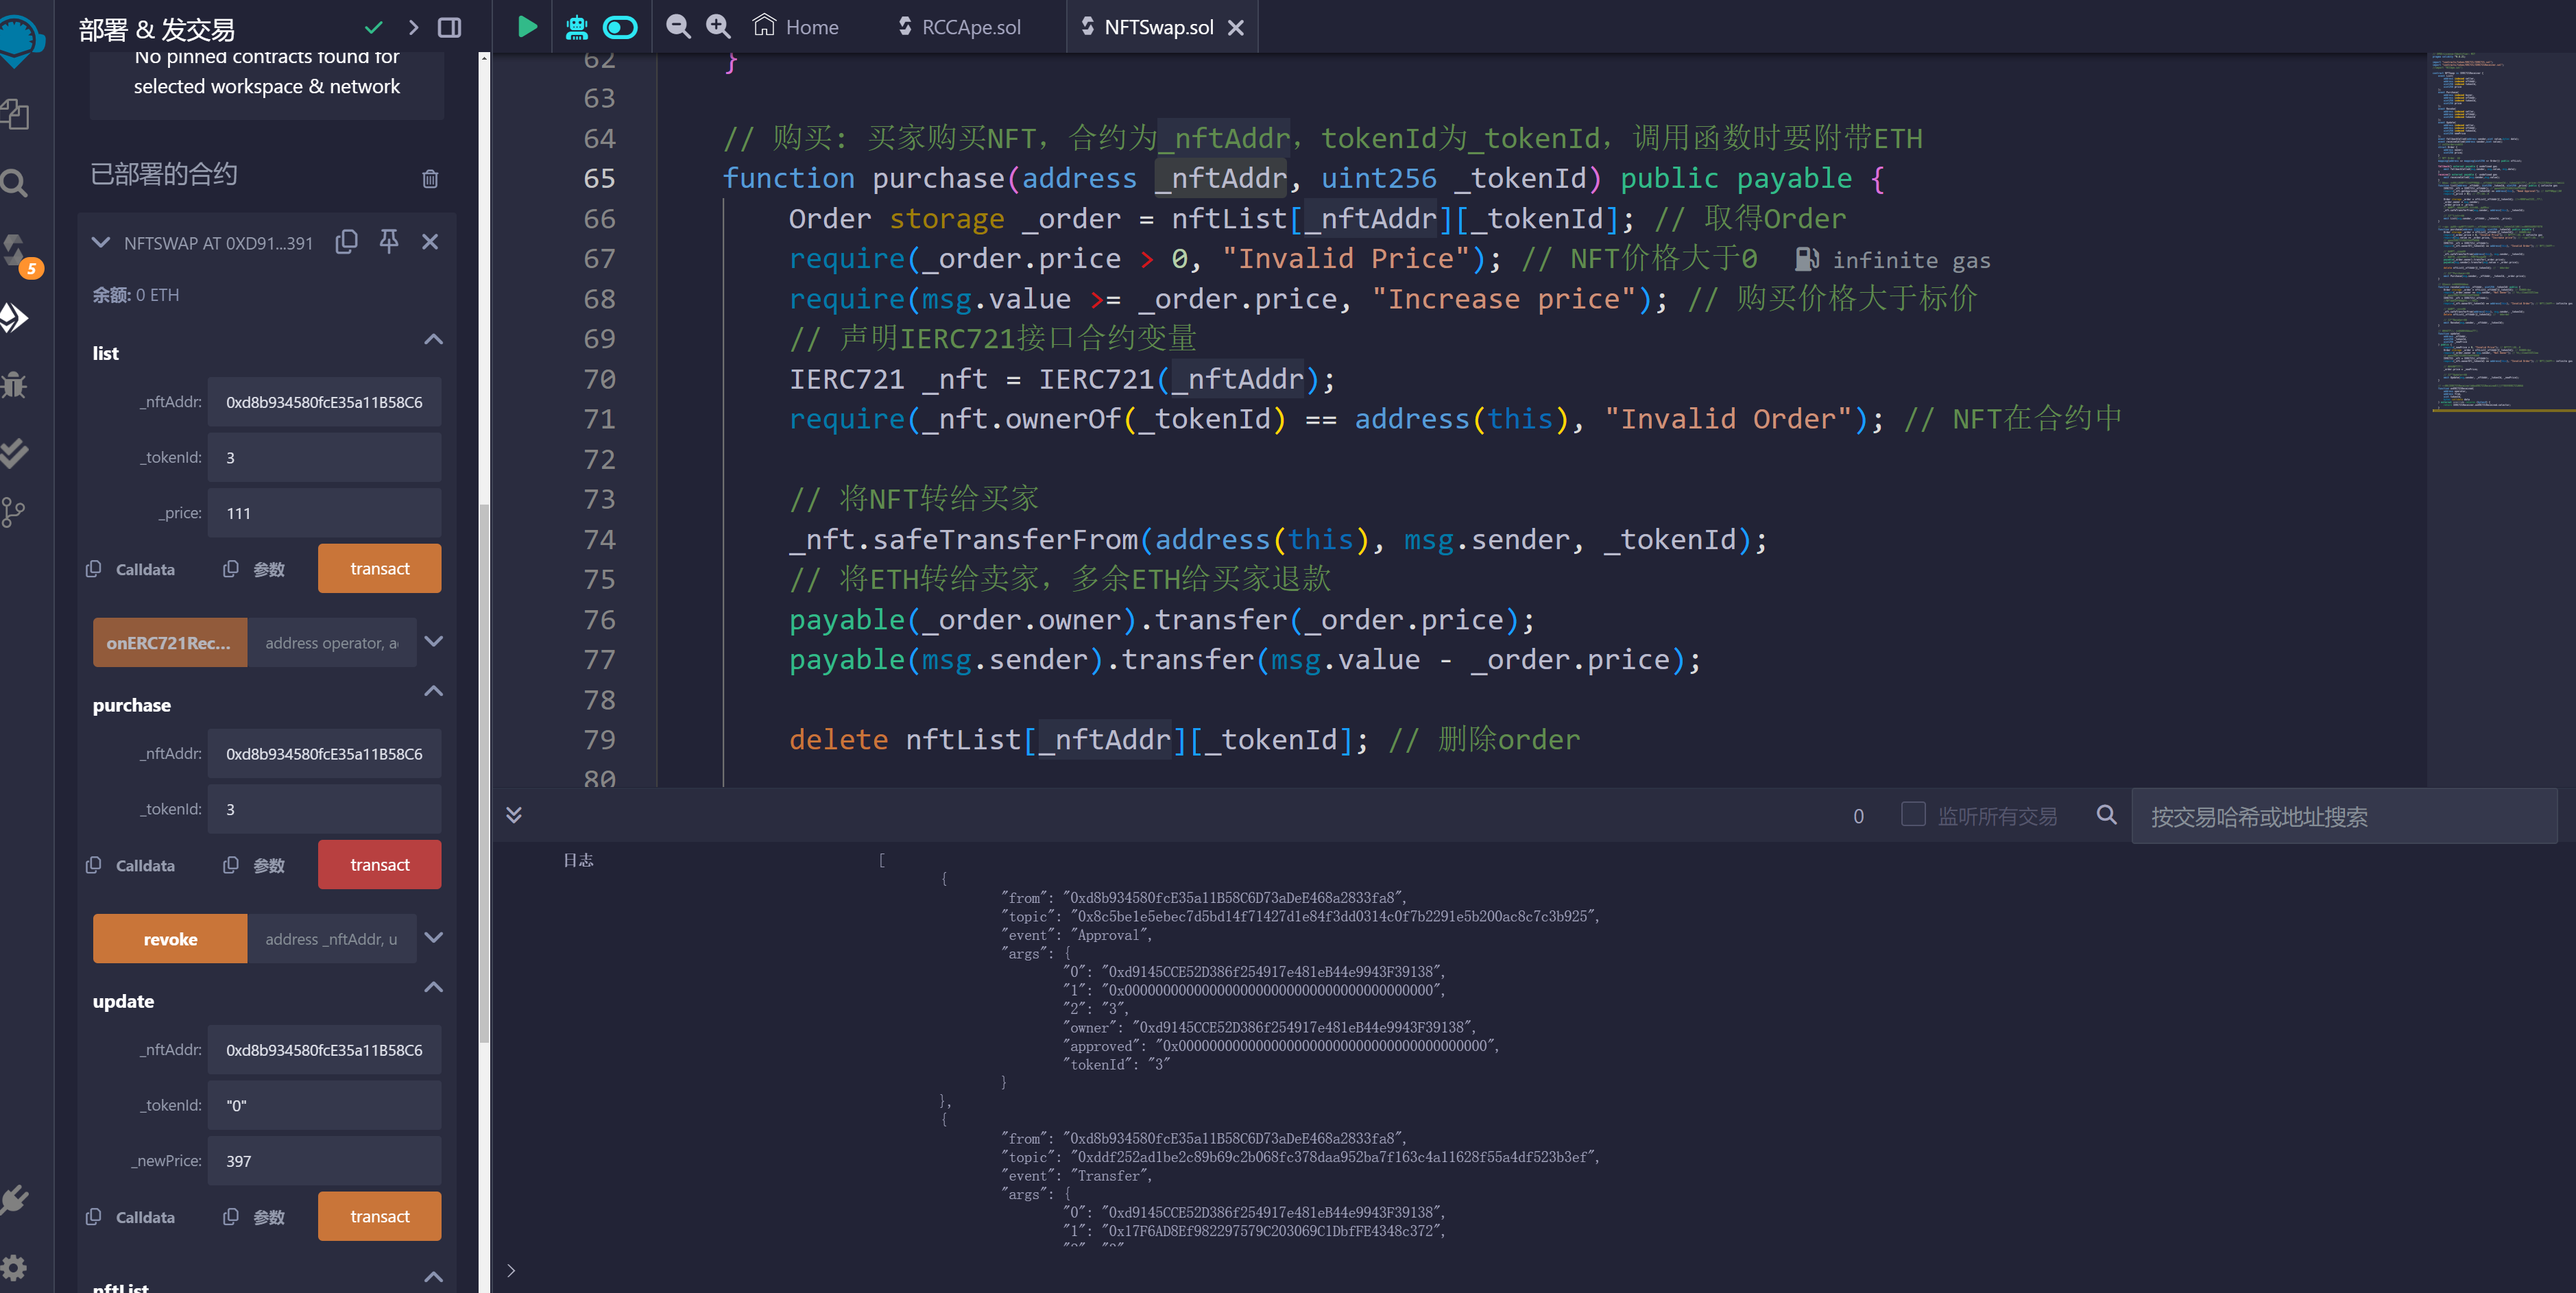 部署 & 发交易
No pinned contracts found for
selected workspace & network
已部署的合约
5
NFTSWAP AT 0XD91...391
余额: 0 ETH
list
_nftAddr: 0xd8b934580fcE35a11B58C6
_tokenId: 3
_price: 111
Calldata 参数 transact
onERC721Rec... address operator, a
purchase
_nftAddr: 0xd8b934580fcE35a11B58C6
_tokenId: 3
Calldata 参数 transact
revoke address _nftAddr, u
update
_nftAddr: 0xd8b934580fcE35a11B58C6
_tokenId: "0"
_newPrice: 397
Calldata 参数 transact
nftList
Home RCCApe.sol NFTSwap.sol
62 }
63
64 // 购买: 买家购买NFT，合约为_nftAddr，tokenId为_tokenId，调用函数时要附带ETH
65 function purchase(address _nftAddr, uint256 _tokenId) public payable {
66 Order storage _order = nftList[_nftAddr][_tokenId]; // 取得Order
67 require(_order.price > 0, "Invalid Price"); // NFT价格大于0 infinite gas
68 require(msg.value >= _order.price, "Increase price"); // 购买价格大于标价
69 // 声明IERC721接口合约变量
70 IERC721 _nft = IERC721(_nftAddr);
71 require(_nft.ownerOf(_tokenId) == address(this), "Invalid Order"); // NFT在合约中
72
73 // 将NFT转给买家
74 _nft.safeTransferFrom(address(this), msg.sender, _tokenId);
75 // 将ETH转给卖家，多余ETH给买家退款
76 payable(_order.owner).transfer(_order.price);
77 payable(msg.sender).transfer(msg.value - _order.price);
78
79 delete nftList[_nftAddr][_tokenId]; // 删除order
80
0 监听所有交易 按交易哈希或地址搜索
日志 [
{
"from": "0xd8b934580fcE35a11B58C6D73aDeE468a2833fa8",
"topic": "0x8c5be1e5ebec7d5bd14f71427d1e84f3dd0314c0f7b2291e5b200ac8c7c3b925",
"event": "Approval",
"args": {
"0": "0xd9145CCE52D386f254917e481eB44e9943F39138",
"1": "0x0000000000000000000000000000000000000000",
"2": "3",
"owner": "0xd9145CCE52D386f254917e481eB44e9943F39138",
"approved": "0x0000000000000000000000000000000000000000",
"tokenId": "3"
}
},
{
"from": "0xd8b934580fcE35a11B58C6D73aDeE468a2833fa8",
"topic": "0xddf252ad1be2c89b69c2b068fc378daa952ba7f163c4a11628f55a4df523b3ef",
"event": "Transfer",
"args": {
"0": "0xd9145CCE52D386f254917e481eB44e9943F39138",
"1": "0x17F6AD8Ef982297579C203069C1DbfFE4348c372",
>